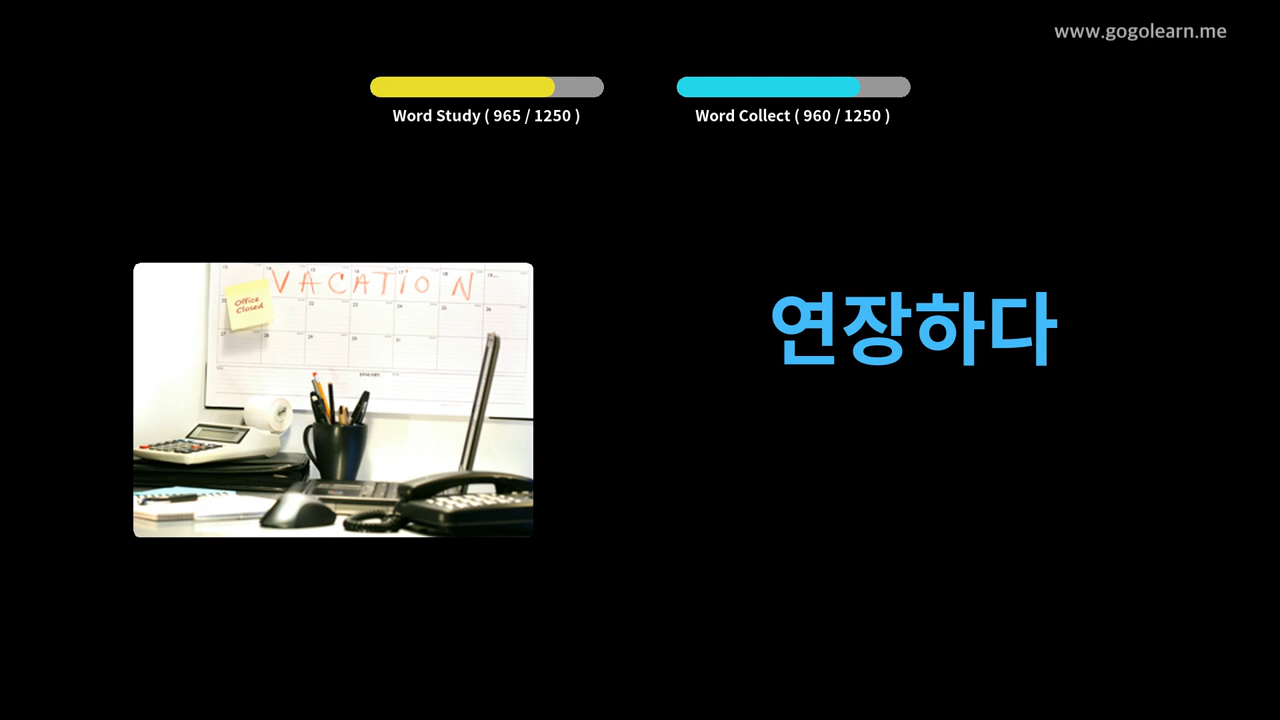 www.gogolearn.me
Word Study ( 965 / 1250 )
Word Collect ( 960 / 1250 )
VACATION
Office
Closed
연장하다